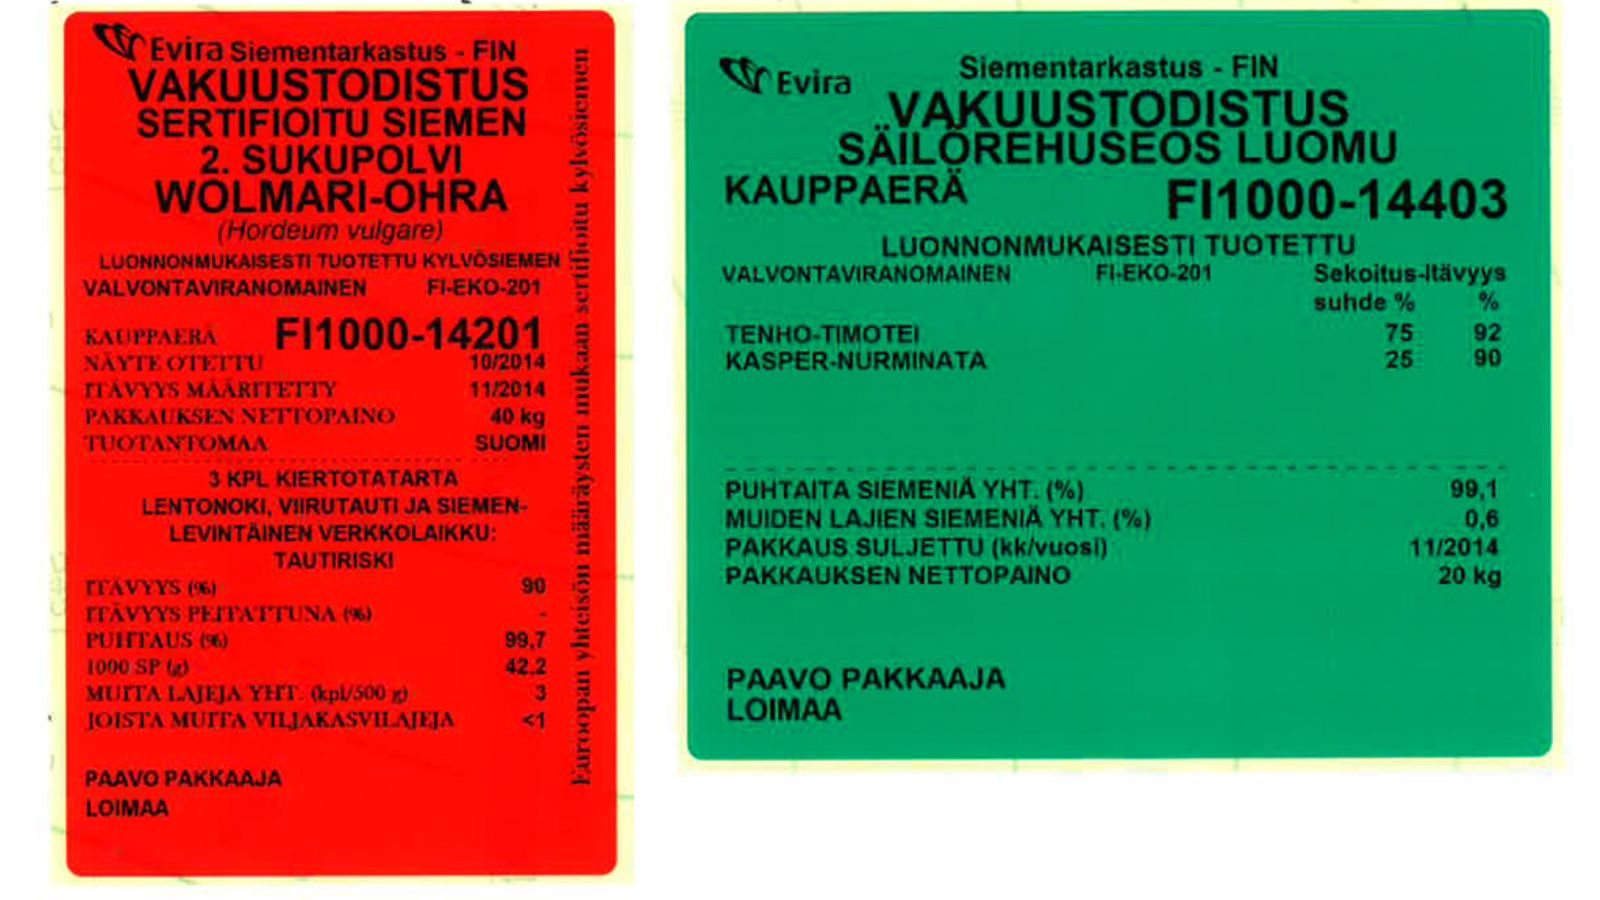 Evira Siementarkastus - FIN
VAKUUSTODISTUS
SERTIFIOITU SIEMEN
2. SUKUPOLVI
WOLMARI-OHRA
(Hordeum vulgare)
LUONNONMUKAISESTI TUOTETTU KYLVÖSIEMEN
VALVONTAVIRANOMAINEN FI-EKO-201
KAUPPAERÄ FI1000-14201
NÄYTE OTETTU 10/2014
ITÄVYYS MÄÄRITETTY 11/2014
PAKKAUKSEN NETTOPAINO 40 kg
TUOTANTOMAA SUOMI
3 KPL KIERTOTATARTA
LENTONOKI, VIIRUTAUTI JA SIEMEN-
LEVINTÄINEN VERKKOLAIKKU:
TAUTIRISKI
ITÄVYYS (%) 90
ITÄVYYS PEITATTUNA (%) -
PUHTAUS (%) 99,7
1000 SP (g) 42,2
MUITA LAJEJA YHT. (kpl/500 g) 3
JOISTA MUITA VILJAKASVILAJEJA <1
PAAVO PAKKAAJA
LOIMAA
Euroopan yhteisön määräysten mukaan sertifioitu kylvösiemen
Evira
Siementarkastus - FIN
VAKUUSTODISTUS
SÄILÖREHUSEOS LUOMU
KAUPPAERÄ FI1000-14403
LUONNONMUKAISESTI TUOTETTU
VALVONTAVIRANOMAINEN FI-EKO-201 Sekoitus-Itävyys
suhde % %
TENHO-TIMOTEI 75 92
KASPER-NURMINATA 25 90
PUHTAITA SIEMENIÄ YHT. (%) 99,1
MUIDEN LAJIEN SIEMENIÄ YHT. (%) 0,6
PAKKAUS SULJETTU (kk/vuosi) 11/2014
PAKKAUKSEN NETTOPAINO 20 kg
PAAVO PAKKAAJA
LOIMAA